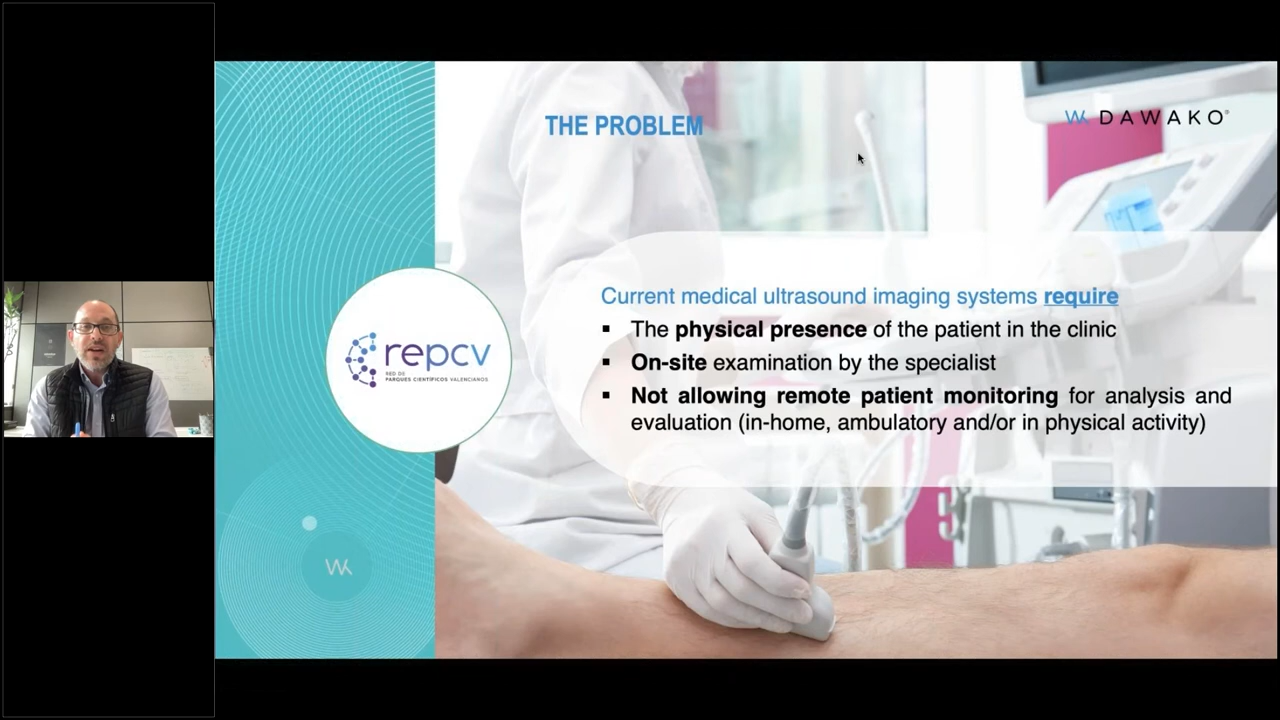 THE PROBLEM
WK DAWAKO®
Current medical ultrasound imaging systems require
▪ The physical presence of the patient in the clinic
▪ On-site examination by the specialist
▪ Not allowing remote patient monitoring for analysis and
evaluation (in-home, ambulatory and/or in physical activity)
repcv
RED DE
PARQUES CIENTÍFICOS VALENCIANOS
WK